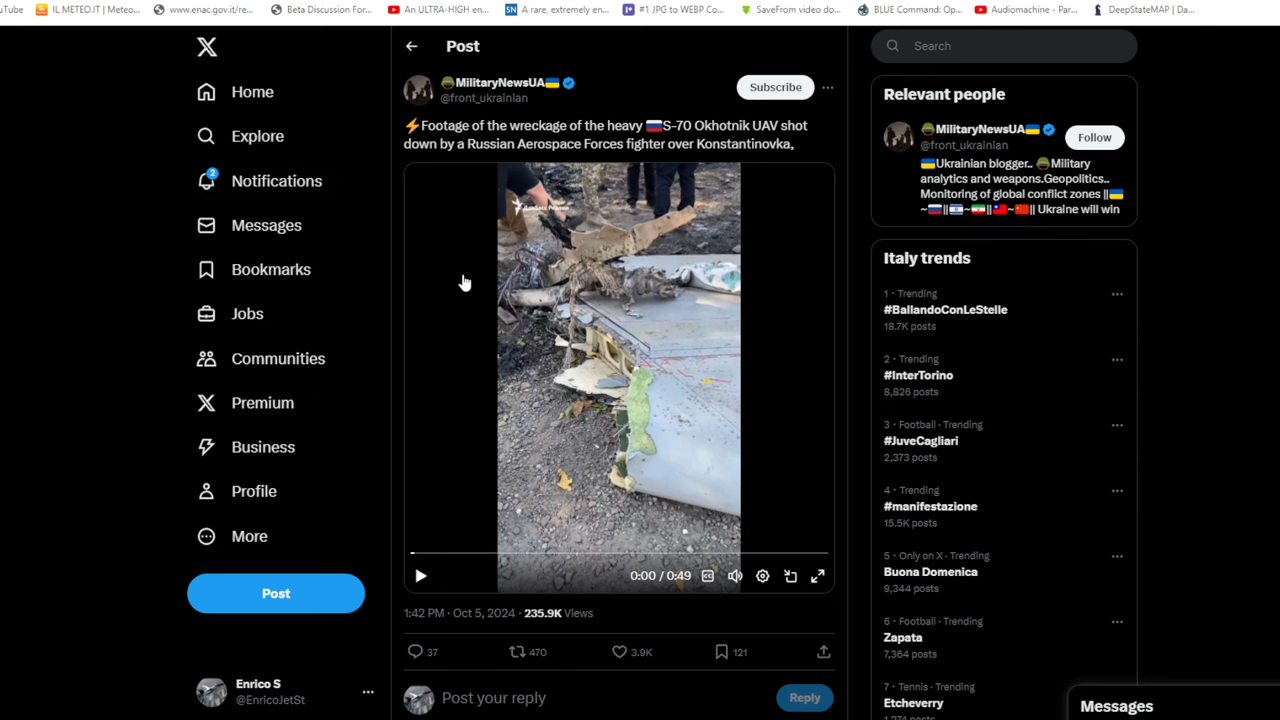 uTube
IL METEO.IT | Meteo...
www.enac.gov.it/re...
Beta Discussion For...
An ULTRA-HIGH en...
A rare, extremely en...
#1 JPG to WEBP Co...
SaveFrom video do...
BLUE Command: Op...
Audiomachine - Par...
DeepStateMAP | Da...
Home
Explore
2
Notifications
Messages
Bookmarks
Jobs
Communities
Premium
Business
Profile
More
Post
Enrico S
@EnricoJetSt
Post
MilitaryNewsUA
@front_ukrainian
Subscribe
⚡Footage of the wreckage of the heavy 🇷🇺S-70 Okhotnik UAV shot
down by a Russian Aerospace Forces fighter over Konstantinovka,
0:00 / 0:49
1:42 PM · Oct 5, 2024 · 235.9K Views
37
470
3.9K
121
Post your reply
Reply
Search
Relevant people
MilitaryNewsUA
@front_ukrainian
Follow
🇺🇦Ukrainian blogger.. 🪖Military
analytics and weapons.Geopolitics..
Monitoring of global conflict zones ||🇺🇦
~🇷🇺||🇮🇱~🇮🇷||🇹🇼~🇨🇳|| Ukraine will win
Italy trends
1 · Trending
#BallandoConLeStelle
18.7K posts
2 · Trending
#InterTorino
8,826 posts
3 · Football · Trending
#JuveCagliari
2,373 posts
4 · Trending
#manifestazione
15.5K posts
5 · Only on X · Trending
Buona Domenica
9,344 posts
6 · Football · Trending
Zapata
7,364 posts
7 · Tennis · Trending
Etcheverry
1,274 posts
Messages